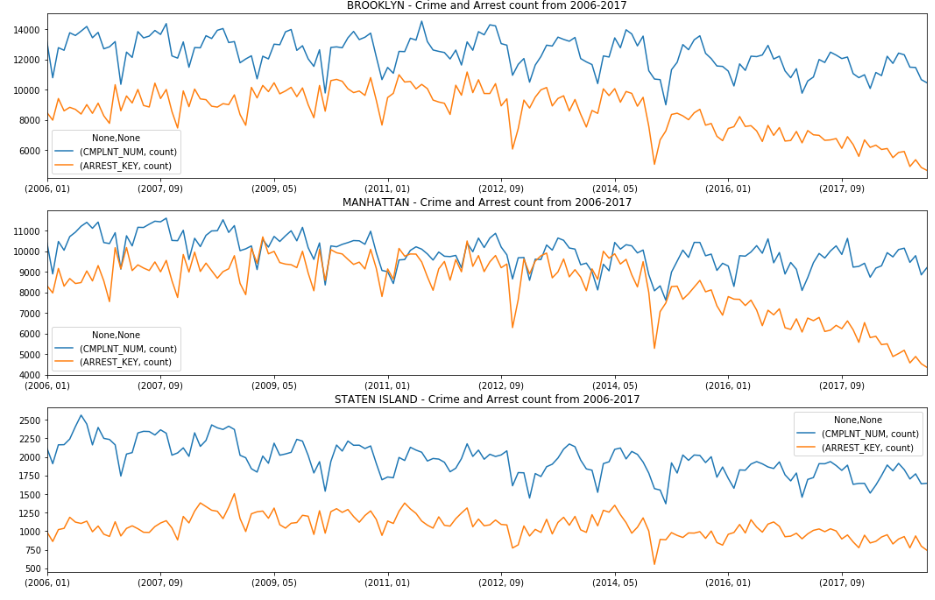 BROOKLYN - Crime and Arrest count from 2006-2017
14000
12000
10000
8000
6000
None,None
(CMPLNT_NUM, count)
(ARREST_KEY, count)
(2006, 01) (2007, 09) (2009, 05) (2011, 01) (2012, 09) (2014, 05) (2016, 01) (2017, 09)
MANHATTAN - Crime and Arrest count from 2006-2017
11000
10000
9000
8000
7000
6000
5000
4000
None,None
(CMPLNT_NUM, count)
(ARREST_KEY, count)
(2006, 01) (2007, 09) (2009, 05) (2011, 01) (2012, 09) (2014, 05) (2016, 01) (2017, 09)
STATEN ISLAND - Crime and Arrest count from 2006-2017
2500
2250
2000
1750
1500
1250
1000
750
500
None,None
(CMPLNT_NUM, count)
(ARREST_KEY, count)
(2006, 01) (2007, 09) (2009, 05) (2011, 01) (2012, 09) (2014, 05) (2016, 01) (2017, 09)